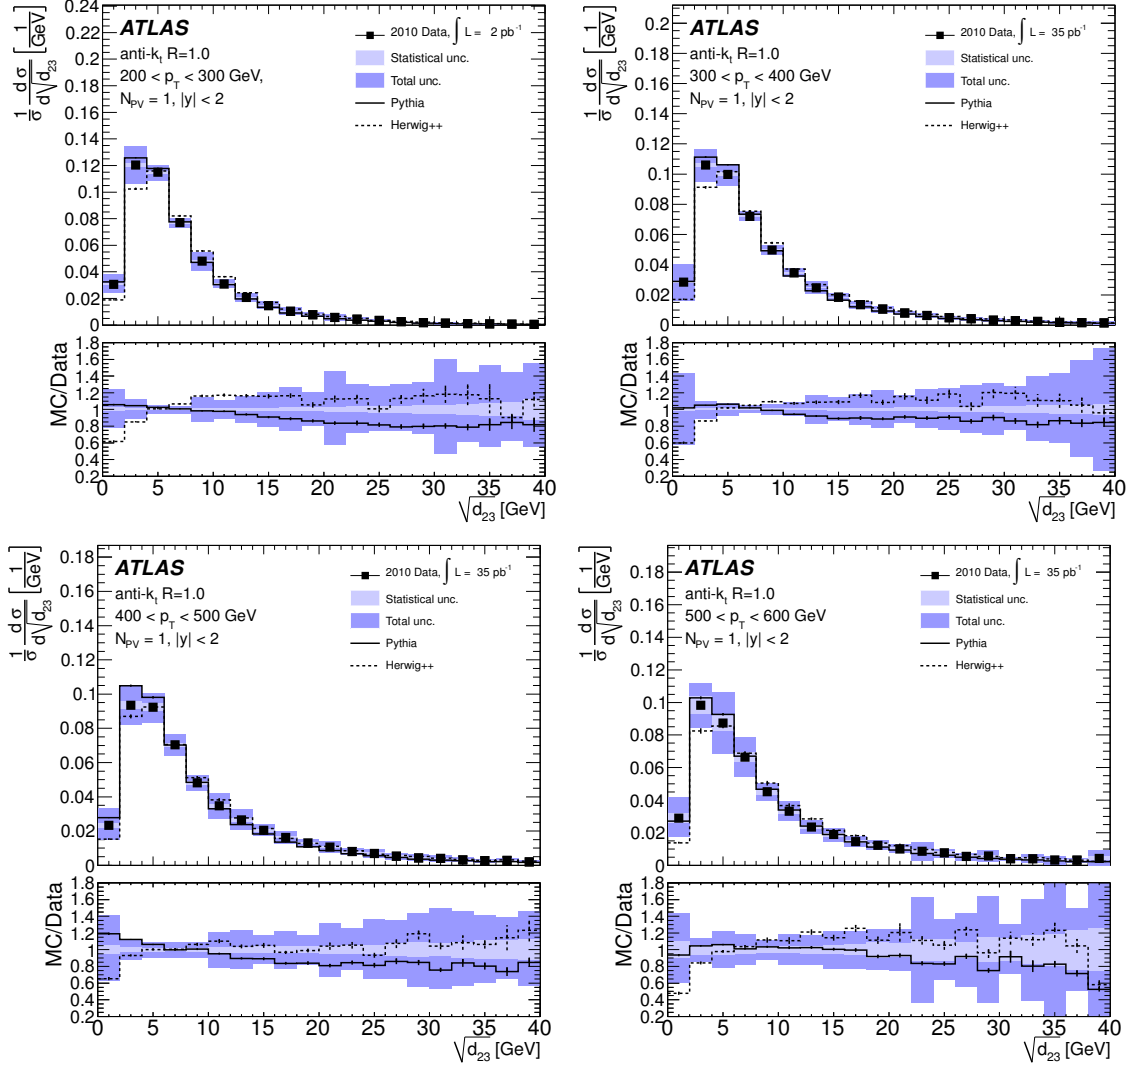 ATLAS
anti-k_t R=1.0
200 < p_T < 300 GeV,
N_PV = 1, |y| < 2
2010 Data, ∫ L = 2 pb⁻¹
Statistical unc.
Total unc.
Pythia
Herwig++
1/σ dσ/d√d₂₃ [1/GeV]
0.24
0.22
0.2
0.18
0.16
0.14
0.12
0.1
0.08
0.06
0.04
0.02
0
MC/Data
1.8
1.6
1.4
1.2
1
0.8
0.6
0.4
0.2
0 5 10 15 20 25 30 35 40
√d₂₃ [GeV]
ATLAS
anti-k_t R=1.0
300 < p_T < 400 GeV
N_PV = 1, |y| < 2
2010 Data, ∫ L = 35 pb⁻¹
Statistical unc.
Total unc.
Pythia
Herwig++
1/σ dσ/d√d₂₃ [1/GeV]
0.2
0.18
0.16
0.14
0.12
0.1
0.08
0.06
0.04
0.02
0
MC/Data
1.8
1.6
1.4
1.2
1
0.8
0.6
0.4
0.2
0 5 10 15 20 25 30 35 40
√d₂₃ [GeV]
ATLAS
anti-k_t R=1.0
400 < p_T < 500 GeV
N_PV = 1, |y| < 2
2010 Data, ∫ L = 35 pb⁻¹
Statistical unc.
Total unc.
Pythia
Herwig++
1/σ dσ/d√d₂₃ [1/GeV]
0.18
0.16
0.14
0.12
0.1
0.08
0.06
0.04
0.02
0
MC/Data
1.8
1.6
1.4
1.2
1
0.8
0.6
0.4
0.2
0 5 10 15 20 25 30 35 40
√d₂₃ [GeV]
ATLAS
anti-k_t R=1.0
500 < p_T < 600 GeV
N_PV = 1, |y| < 2
2010 Data, ∫ L = 35 pb⁻¹
Statistical unc.
Total unc.
Pythia
Herwig++
1/σ dσ/d√d₂₃ [1/GeV]
0.18
0.16
0.14
0.12
0.1
0.08
0.06
0.04
0.02
0
MC/Data
1.8
1.6
1.4
1.2
1
0.8
0.6
0.4
0.2
0 5 10 15 20 25 30 35 40
√d₂₃ [GeV]